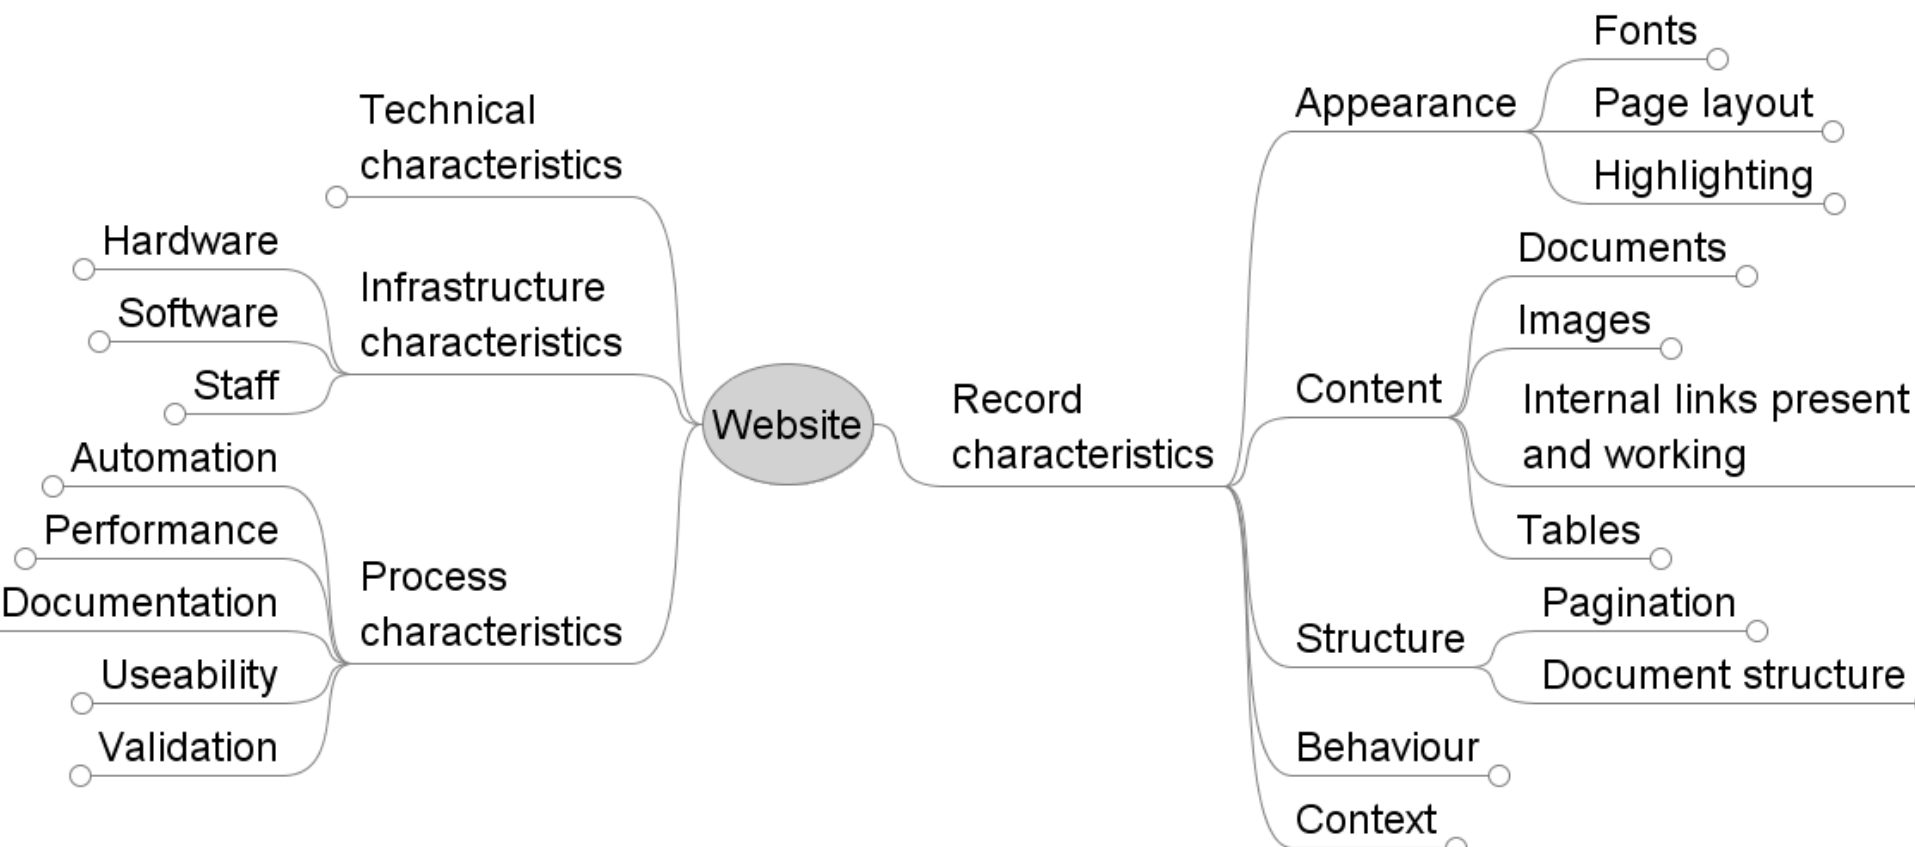 Technical
characteristics
Hardware
Software
Staff
Infrastructure
characteristics
Automation
Performance
Documentation
Useability
Validation
Process
characteristics
Website
Record
characteristics
Appearance
Fonts
Page layout
Highlighting
Content
Documents
Images
Internal links present
and working
Tables
Structure
Pagination
Document structure
Behaviour
Context